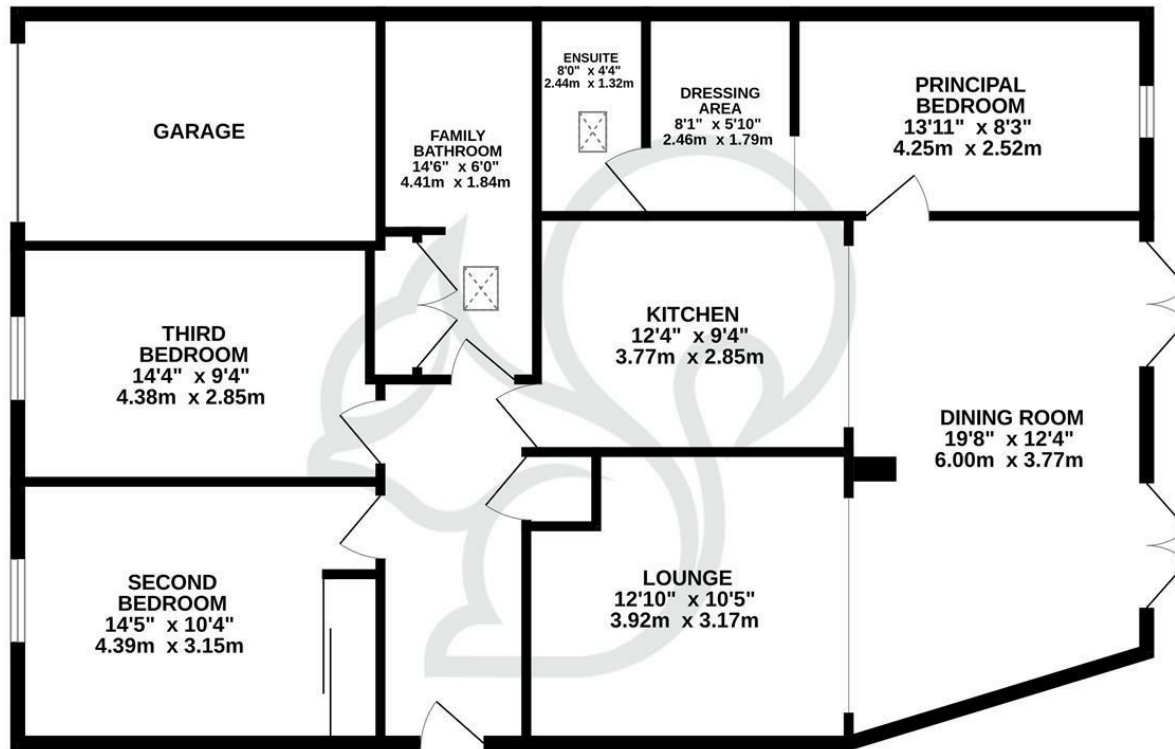 GARAGE
FAMILY
BATHROOM
14'6" x 6'0"
4.41m x 1.84m
ENSUITE
8'0" x 4'4"
2.44m x 1.32m
DRESSING
AREA
8'1" x 5'10"
2.46m x 1.79m
PRINCIPAL
BEDROOM
13'11" x 8'3"
4.25m x 2.52m
THIRD
BEDROOM
14'4" x 9'4"
4.38m x 2.85m
KITCHEN
12'4" x 9'4"
3.77m x 2.85m
DINING ROOM
19'8" x 12'4"
6.00m x 3.77m
SECOND
BEDROOM
14'5" x 10'4"
4.39m x 3.15m
LOUNGE
12'10" x 10'5"
3.92m x 3.17m